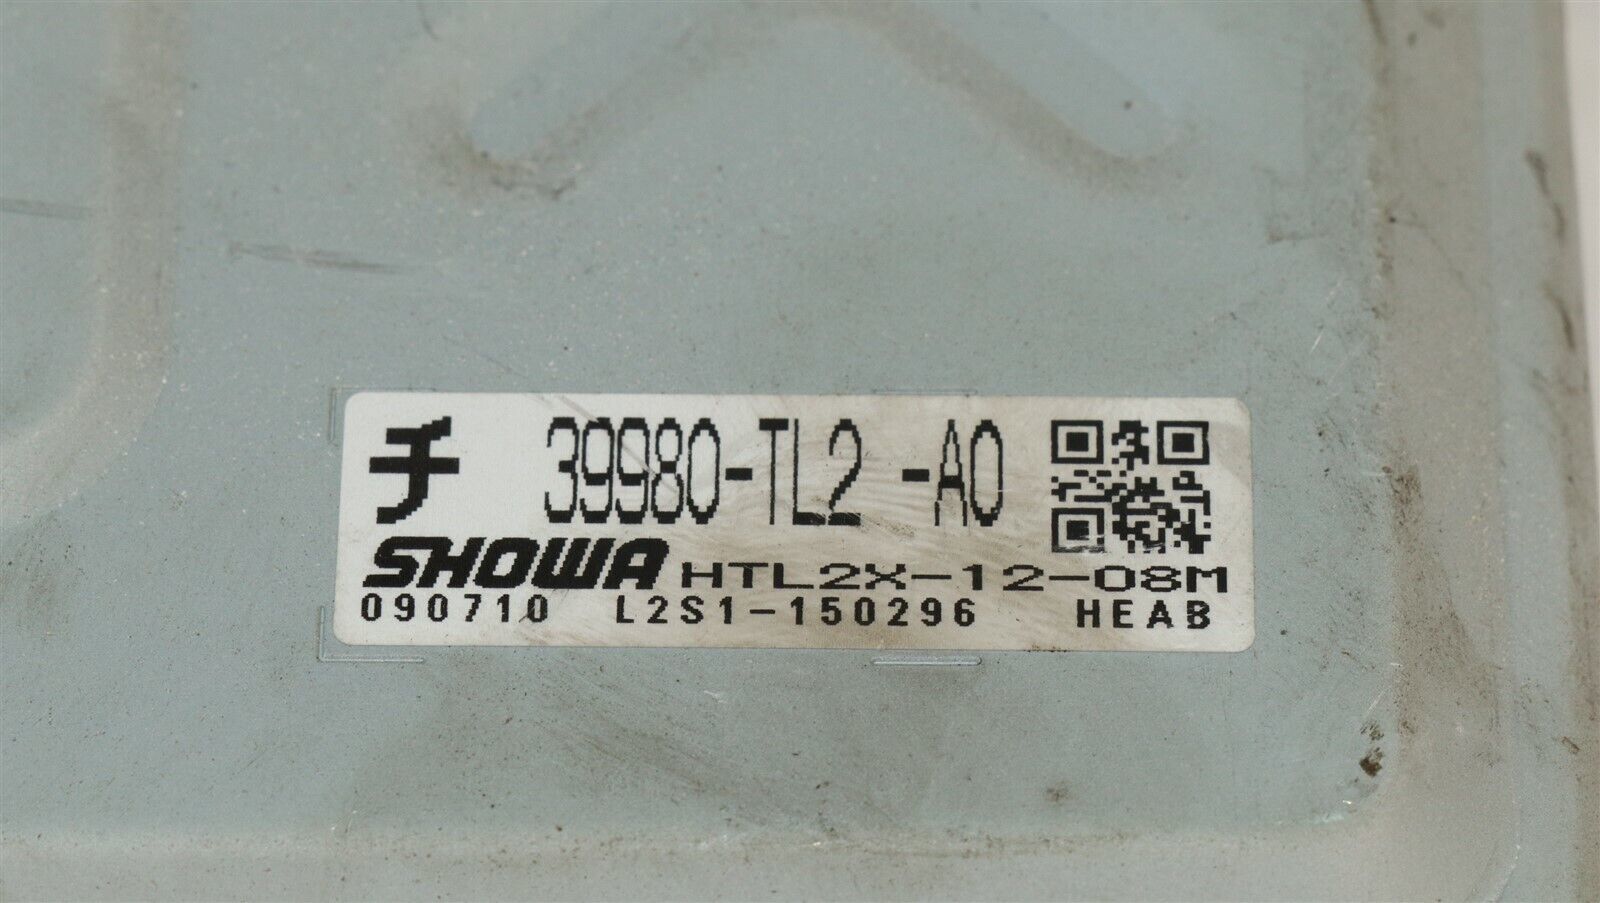 チ 39980-TL2 -A0
SHOWA HTL2X-12-08M
090710 L2S1-150296 HEAB